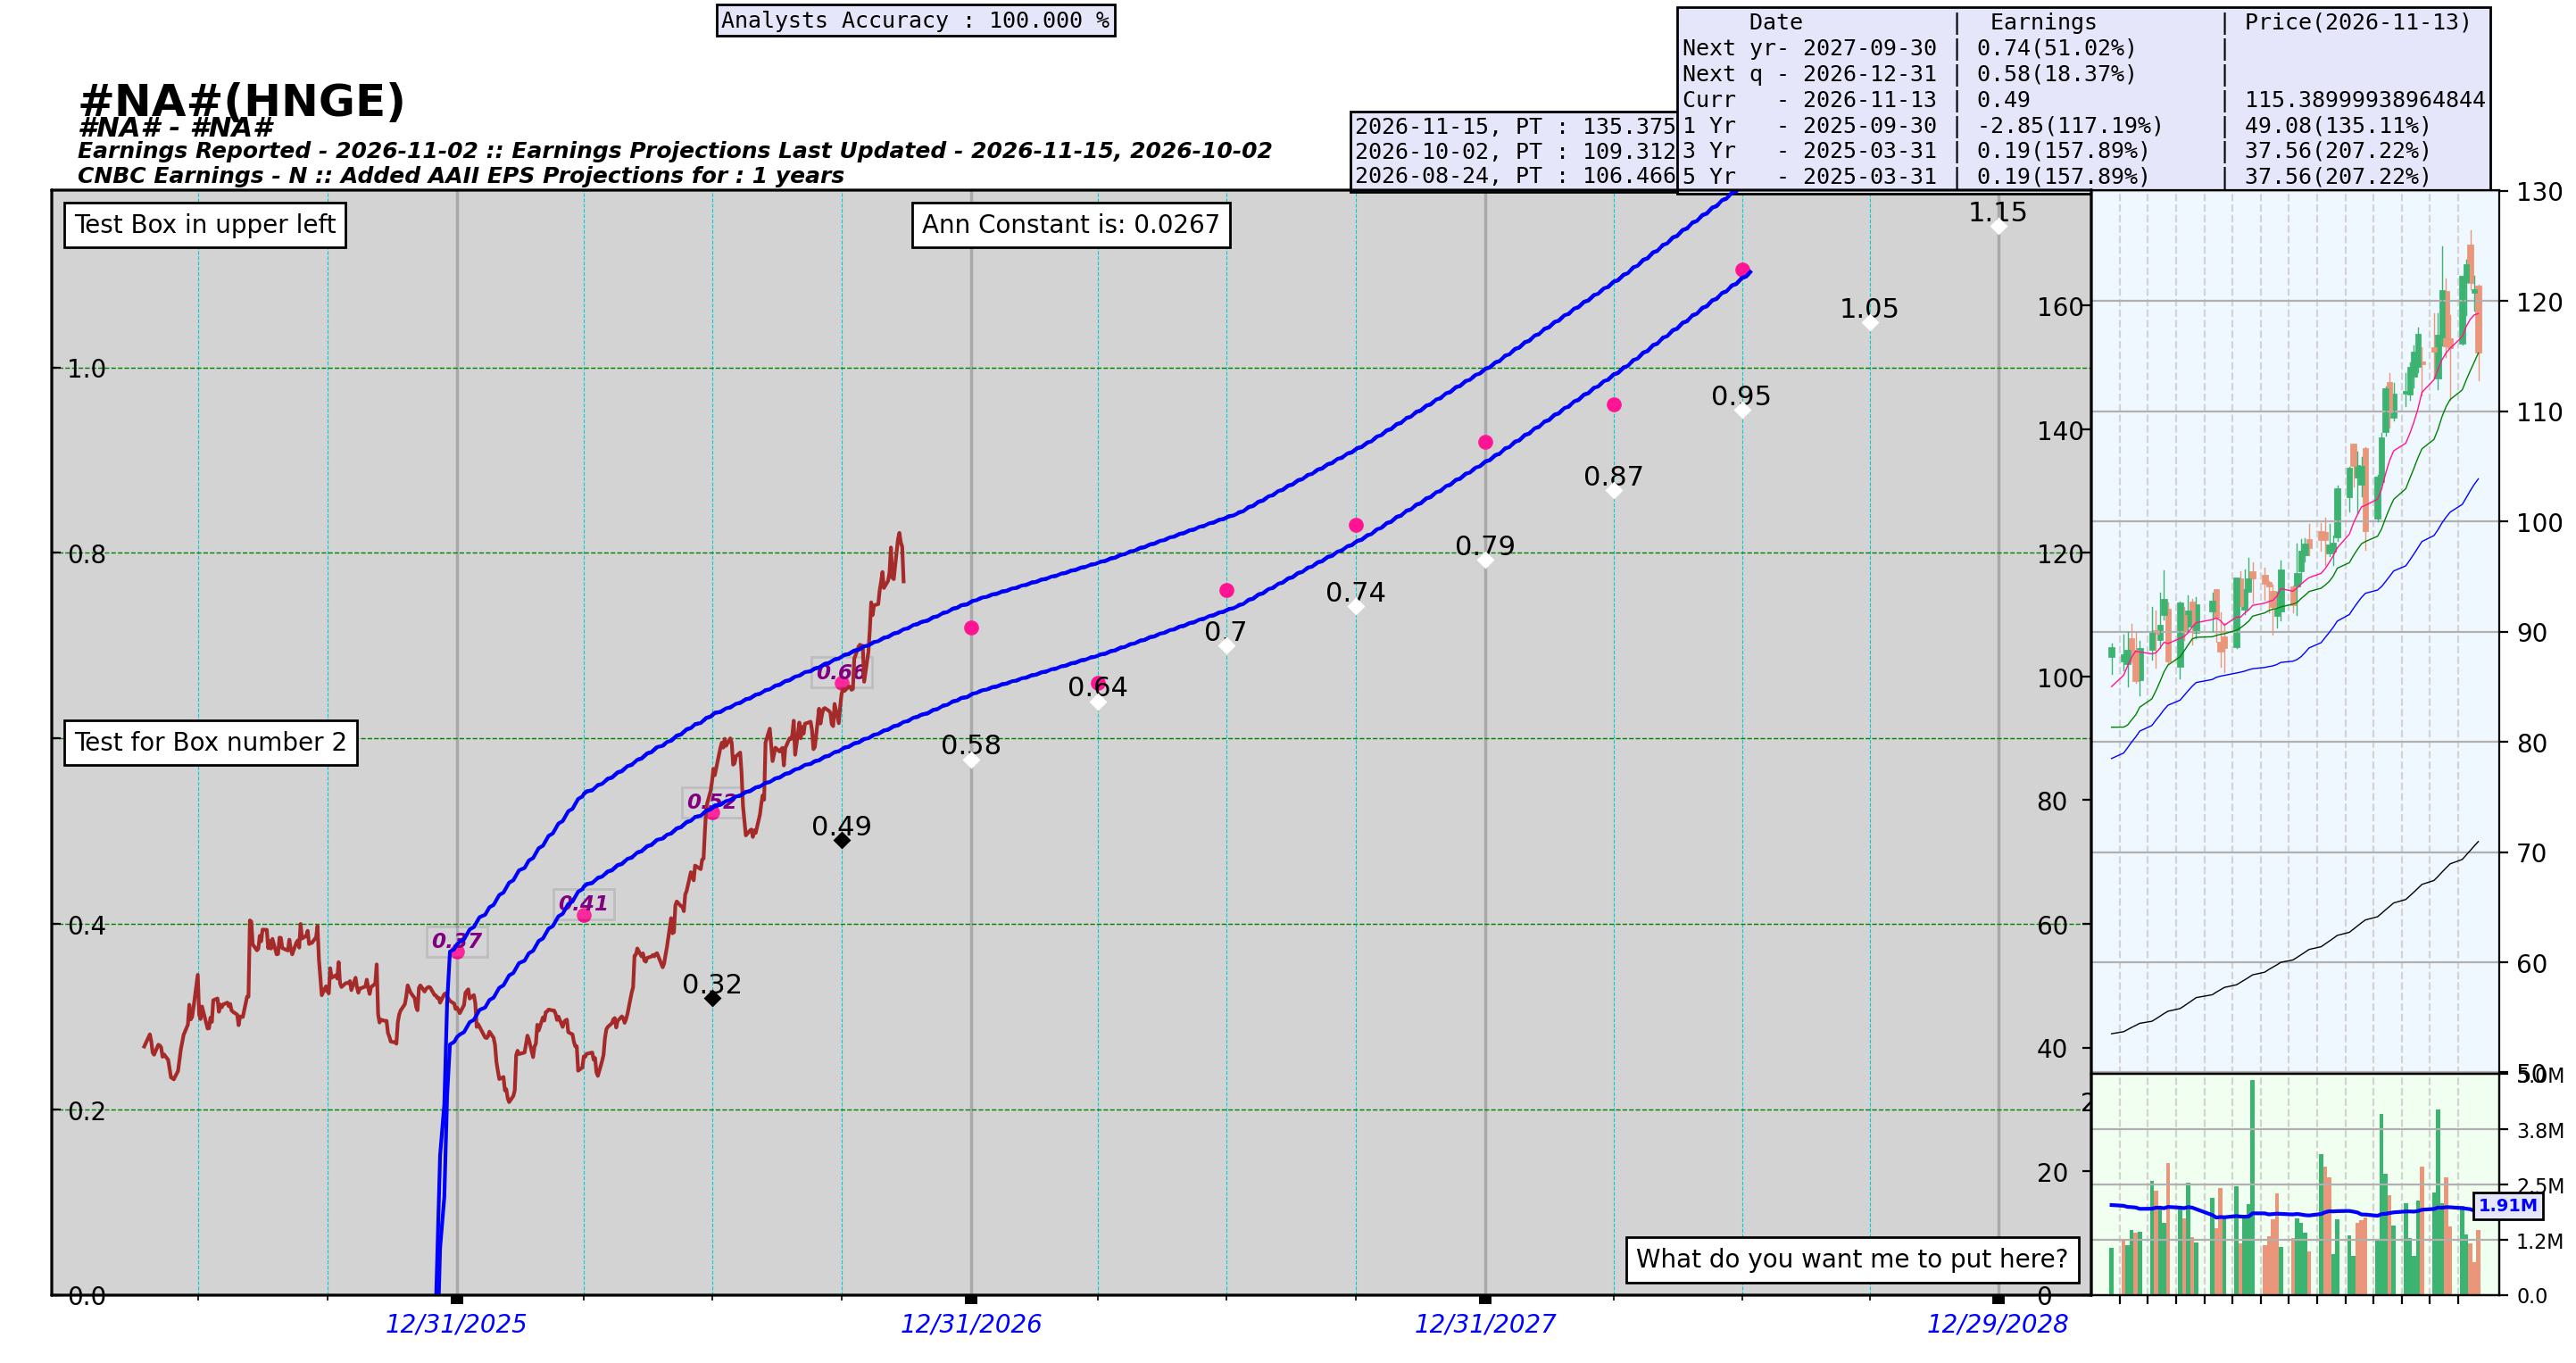 Analysts Accuracy : 100.000 %
Date | Earnings | Price(2026-11-13)
Next yr- 2027-09-30 | 0.74(51.02%) |
Next q - 2026-12-31 | 0.58(18.37%) |
Curr - 2026-11-13 | 0.49 | 115.38999938964844
1 Yr - 2025-09-30 | -2.85(117.19%) | 49.08(135.11%)
3 Yr - 2025-03-31 | 0.19(157.89%) | 37.56(207.22%)
5 Yr - 2025-03-31 | 0.19(157.89%) | 37.56(207.22%)
#NA#(HNGE)
#NA# - #NA#
Earnings Reported - 2026-11-02 :: Earnings Projections Last Updated - 2026-11-15, 2026-10-02
CNBC Earnings - N :: Added AAII EPS Projections for : 1 years
2026-11-15, PT : 135.375
2026-10-02, PT : 109.312
2026-08-24, PT : 106.466
Test Box in upper left
Ann Constant is: 0.0267
Test for Box number 2
What do you want me to put here?
1.0
0.8
0.4
0.2
0.0
0.37
0.41
0.52
0.66
0.32
0.49
0.58
0.64
0.7
0.74
0.79
0.87
0.95
1.05
1.15
160
140
120
100
80
60
40
20
0
2
130
120
110
100
90
80
70
60
50
5.0M
3.8M
2.5M
1.91M
1.2M
0.0
12/31/2025
12/31/2026
12/31/2027
12/29/2028